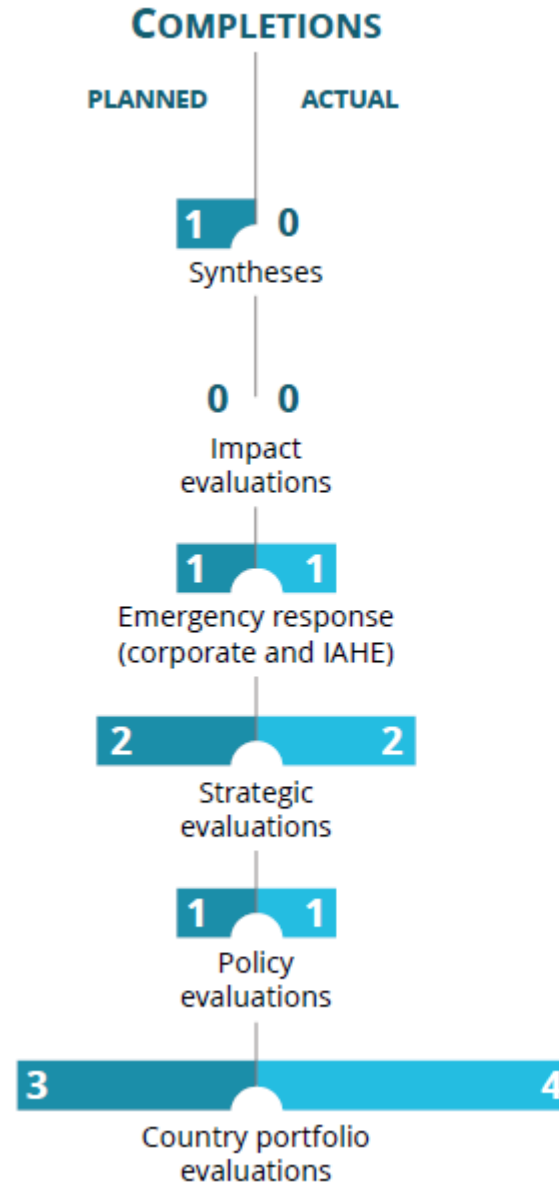 COMPLETIONS
PLANNED ACTUAL
1 0
Syntheses
0 0
Impact
evaluations
1 1
Emergency response
(corporate and IAHE)
2 2
Strategic
evaluations
1 1
Policy
evaluations
3 4
Country portfolio
evaluations